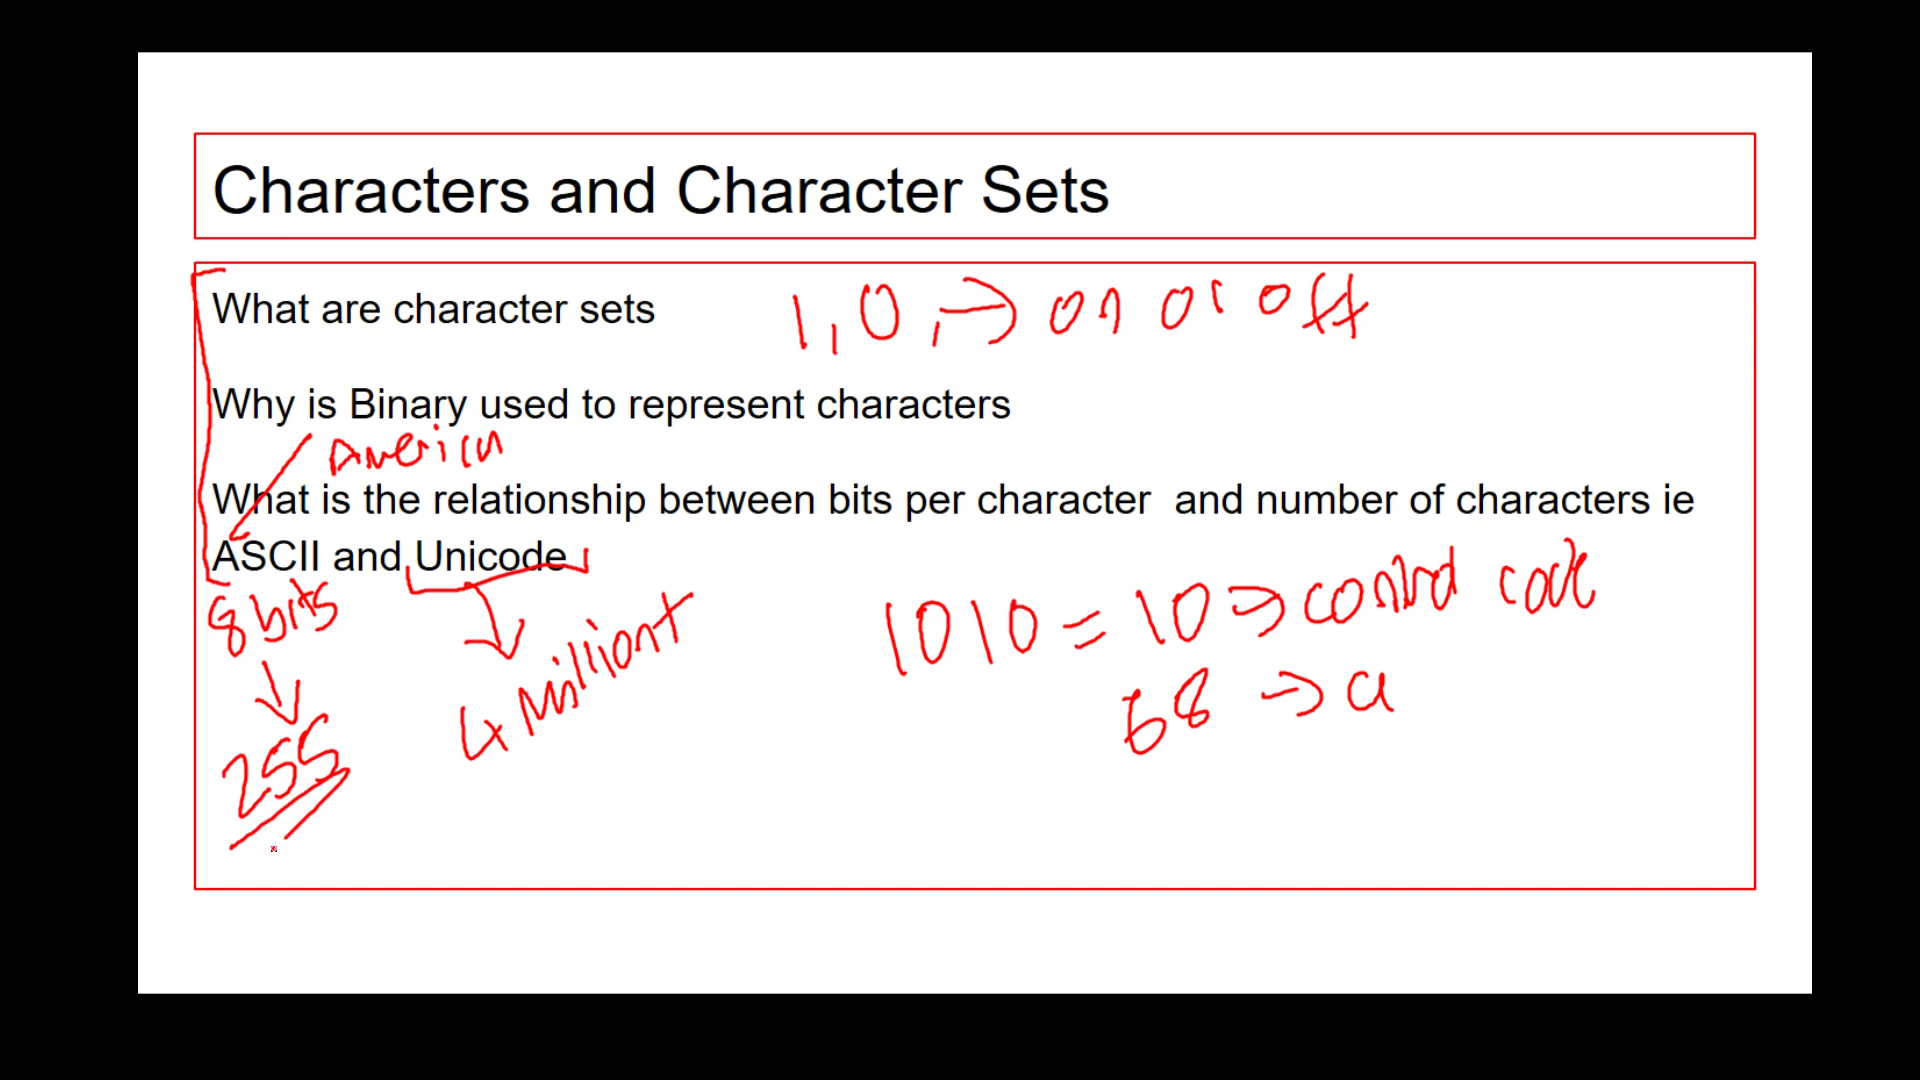 Characters and Character Sets
What are character sets
1,0, → on or off
Why is Binary used to represent characters
America
What is the relationship between bits per character and number of characters ie
ASCII and Unicode
8 bits
255
4 Million+
1010 = 10 → control code
68 → a